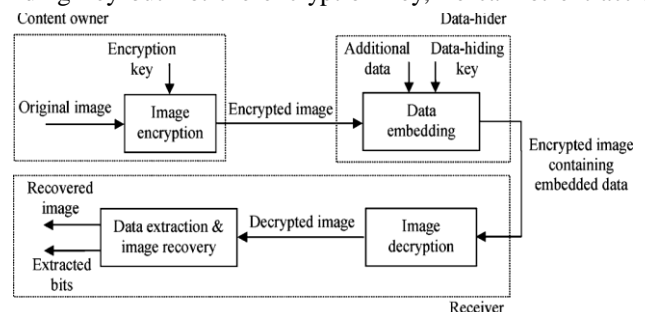 Content owner
Data-hider
Encryption
key
Additional
data
Data-hiding
key
Original image
Image
encryption
Encrypted image
Data
embedding
Encrypted image
containing
embedded data
Recovered
image
Extracted
bits
Data extraction &
image recovery
Decrypted image
Image
decryption
Receiver